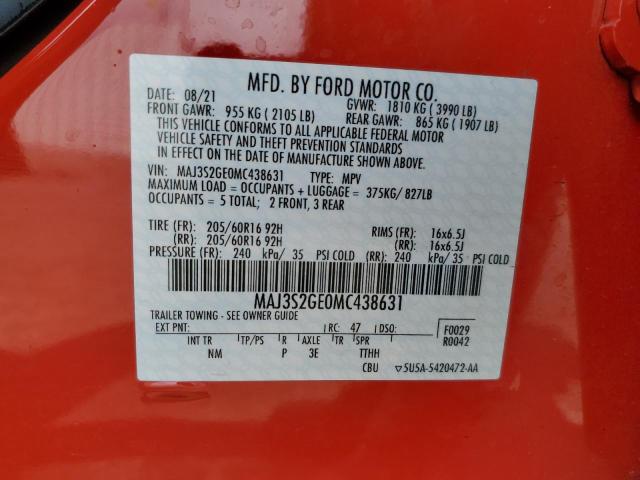 MFD. BY FORD MOTOR CO.
DATE: 08/21 GVWR: 1810 KG ( 3990 LB)
FRONT GAWR: 955 KG ( 2105 LB) REAR GAWR: 865 KG ( 1907 LB)
THIS VEHICLE CONFORMS TO ALL APPLICABLE FEDERAL MOTOR
VEHICLE SAFETY AND THEFT PREVENTION STANDARDS
IN EFFECT ON THE DATE OF MANUFACTURE SHOWN ABOVE.
VIN: MAJ3S2GE0MC438631 TYPE: MPV
MAXIMUM LOAD = OCCUPANTS + LUGGAGE = 375KG/ 827LB
OCCUPANTS = 5 TOTAL; 2 FRONT, 3 REAR
TIRE (FR): 205/60R16 92H RIMS (FR): 16x6.5J
(RR): 205/60R16 92H (RR): 16x6.5J
PRESSURE (FR): 240 kPa/ 35 PSI COLD (RR): 240 kPa/ 35 PSI COLD
MAJ3S2GE0MC438631
TRAILER TOWING - SEE OWNER GUIDE
EXT PNT: RC: 47 DSO: F0029
INT TR TP/PS R AXLE TR SPR R0042
NM P 3E TTHH
CBU ▽5U5A-5420472-AA